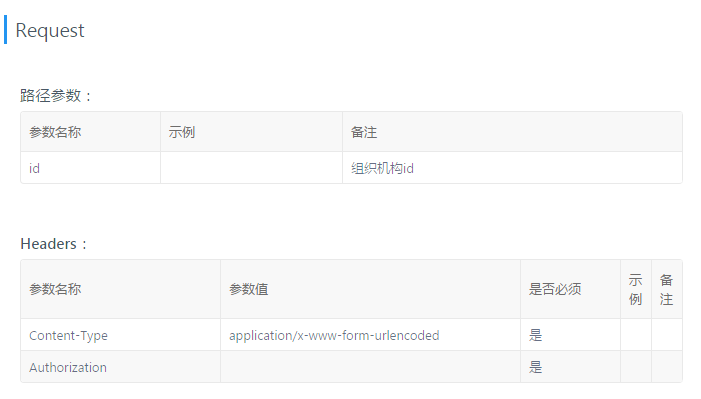 Request
路径参数：
参数名称 示例 备注
id 组织机构id
Headers：
参数名称 参数值 是否必须 示例 备注
Content-Type application/x-www-form-urlencoded 是
Authorization 是